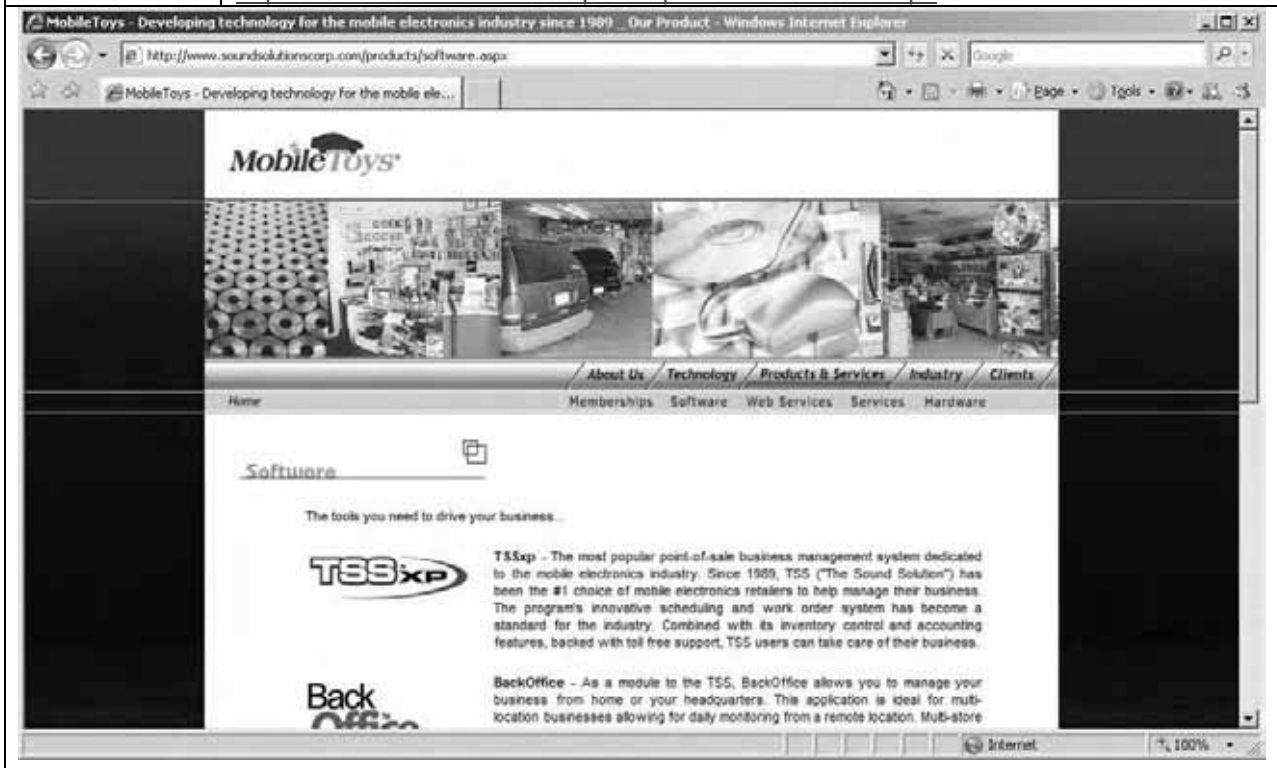 MobileToys - Developing technology for the mobile electronics industry since 1989 _ Our Product - Windows Internet Explorer
http://www.soundsolutionscorp.com/products/software.aspx
Google
MobileToys - Developing technology for the mobile ele...
Page
Tools
MobileToys
About Us
Technology
Products & Services
Industry
Clients
Home
Memberships
Software
Web Services
Services
Hardware
Software
The tools you need to drive your business...
TSSxp
TSSxp - The most popular point-of-sale business management system dedicated
to the mobile electronics industry. Since 1989, TSS ("The Sound Solution") has
been the #1 choice of mobile electronics retailers to help manage their business.
The program's innovative scheduling and work order system has become a
standard for the industry. Combined with its inventory control and accounting
features, backed with toll free support, TSS users can take care of their business.
Back
Office
BackOffice - As a module to the TSS, BackOffice allows you to manage your
business from home or your headquarters. This application is ideal for multi-
location businesses allowing for daily monitoring from a remote location. Multi-store
Internet
100%